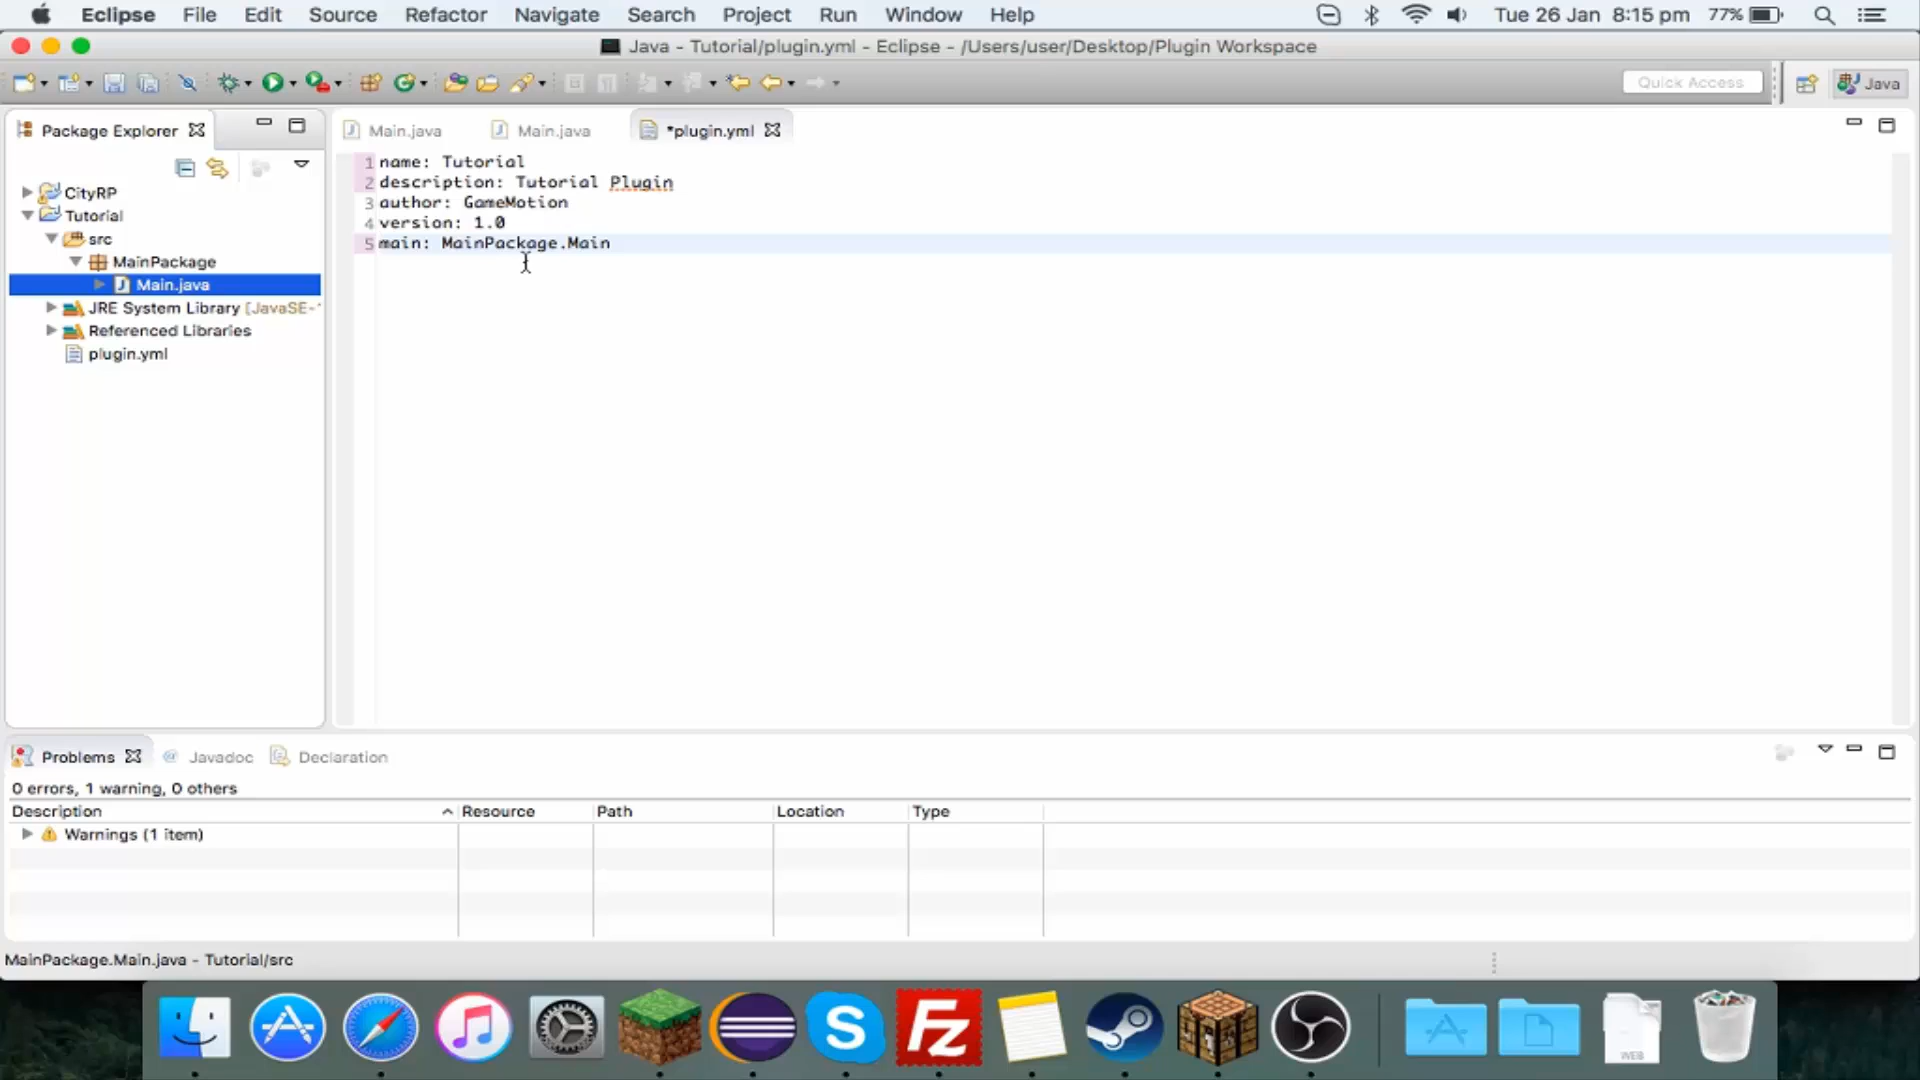 Eclipse File Edit Source Refactor Navigate Search Project Run Window Help Tue 26 Jan 8:15 pm 77%
Java - Tutorial/plugin.yml - Eclipse - /Users/user/Desktop/Plugin Workspace
Quick Access Java
Package Explorer
CityRP
Tutorial
src
MainPackage
Main.java
JRE System Library [JavaSE-
Referenced Libraries
plugin.yml
Main.java Main.java *plugin.yml
1 name: Tutorial
2 description: Tutorial Plugin
3 author: GameMotion
4 version: 1.0
5 main: MainPackage.Main
Problems Javadoc Declaration
0 errors, 1 warning, 0 others
Description Resource Path Location Type
Warnings (1 item)
MainPackage.Main.java - Tutorial/src
S Fz WEB